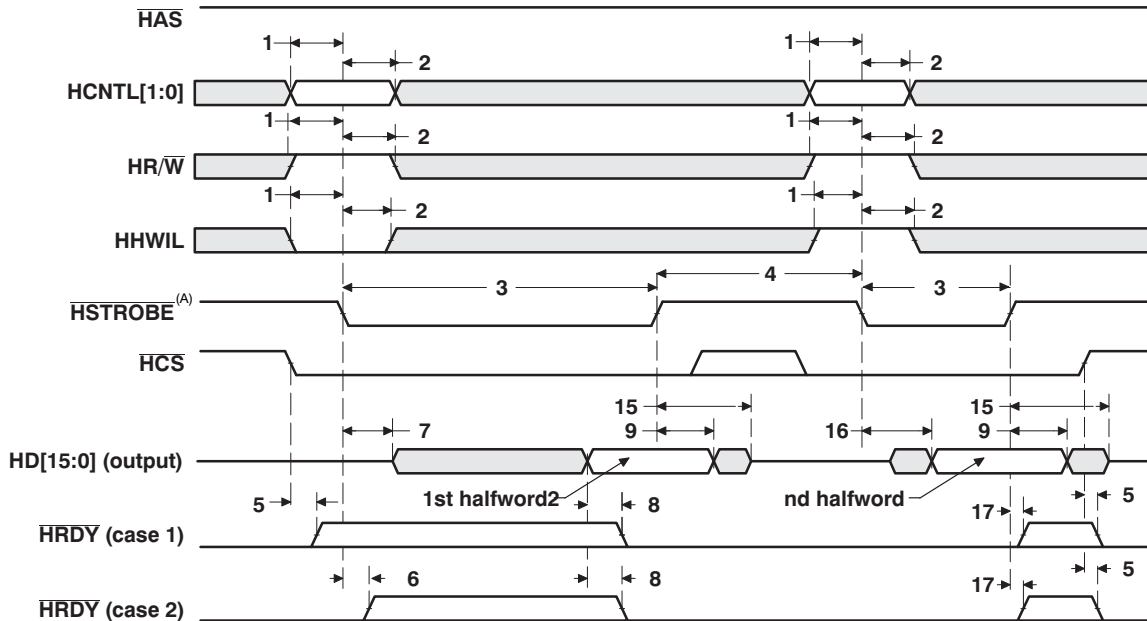 HAS
1 1
2 2
HCNTL[1:0]
1 2 1 2
HR/W
1 2 1 2
HHWIL
3 4 3
HSTROBE(A)
HCS
15 15
7 9 16 9
HD[15:0] (output)
1st halfword2 nd halfword
5 8 17 5
HRDY (case 1)
6 8 17 5
HRDY (case 2)